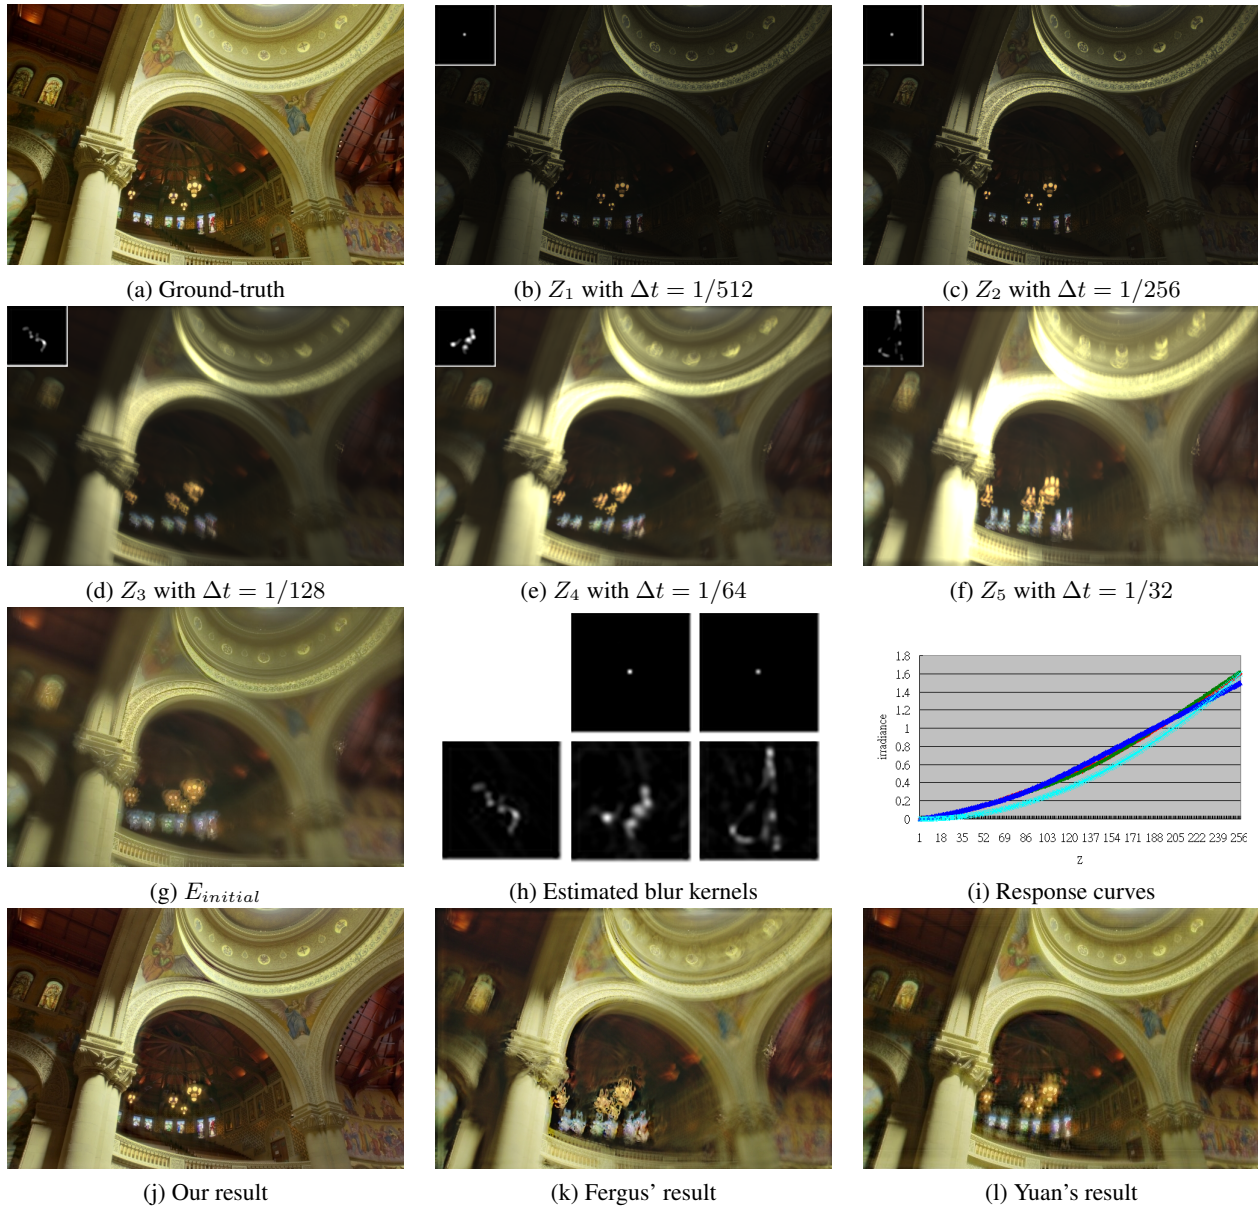 (a) Ground-truth
(b) Z₁ with Δt = 1/512
(c) Z₂ with Δt = 1/256
(d) Z₃ with Δt = 1/128
(e) Z₄ with Δt = 1/64
(f) Z₅ with Δt = 1/32
1.8
1.6
1.4
1.2
1
0.8
0.6
0.4
0.2
0
irradiance
1 18 35 52 69 86 103 120 137 154 171 188 205 222 239 256
Z
(g) E_initial
(h) Estimated blur kernels
(i) Response curves
(j) Our result
(k) Fergus' result
(l) Yuan's result